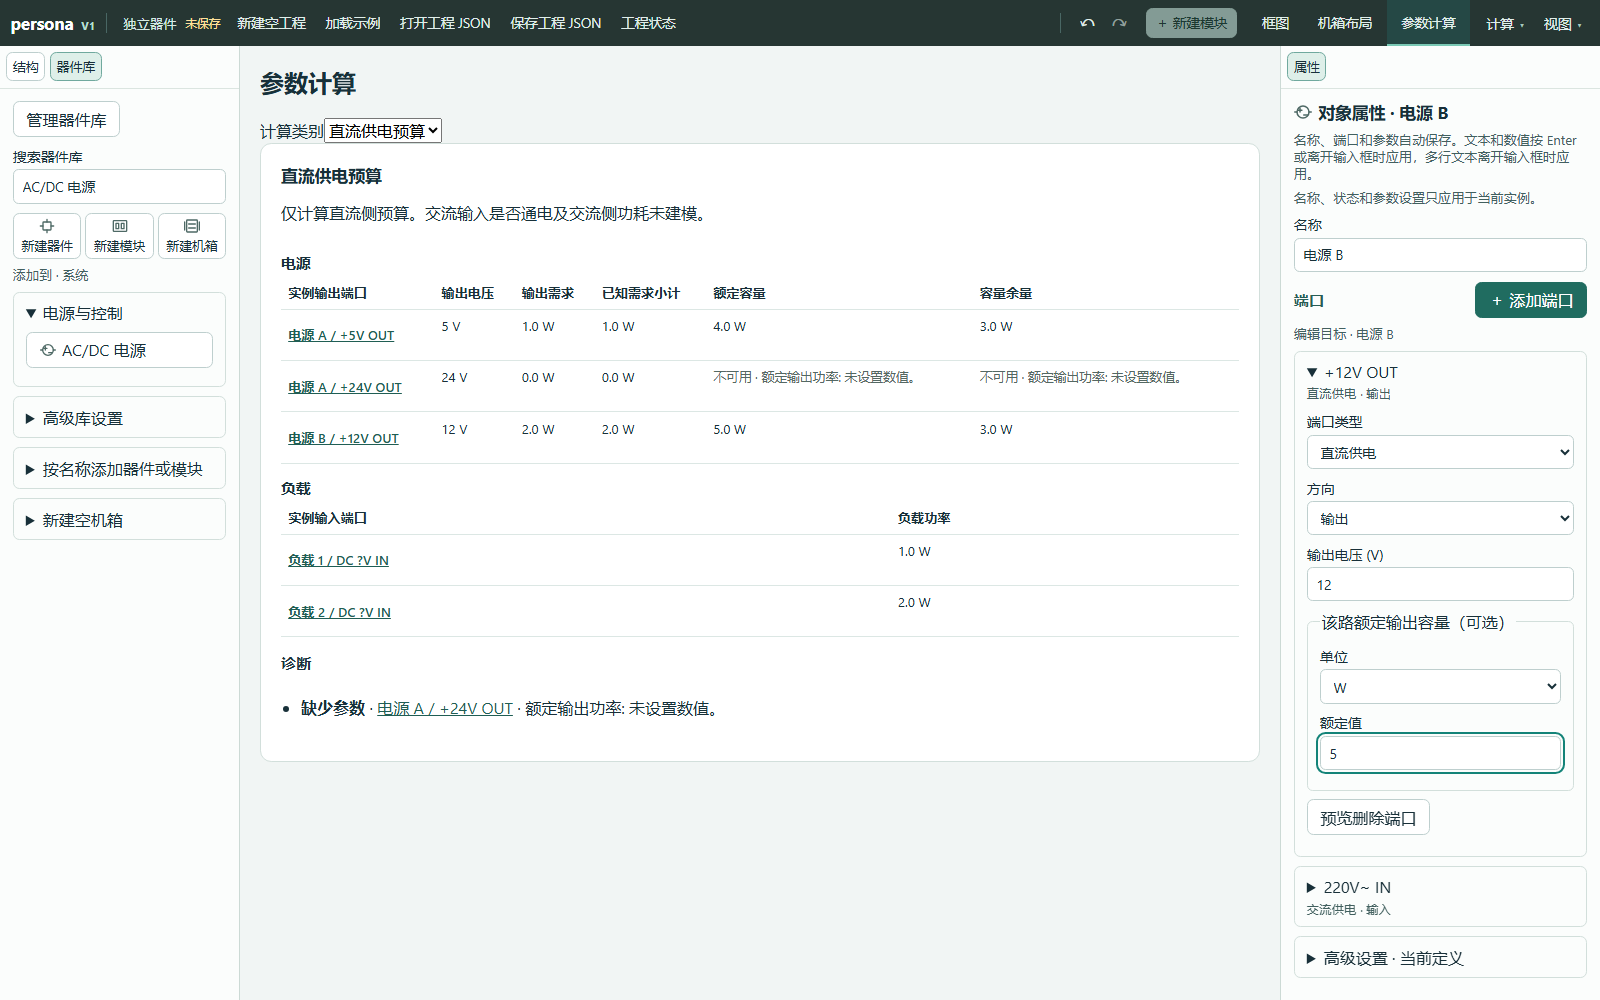 persona V1
独立器件 未保存 新建空工程 加载示例 打开工程 JSON 保存工程 JSON 工程状态
+ 新建模块 框图 机箱布局 参数计算 计算 视图
结构 器件库
管理器件库
搜索器件库
AC/DC 电源
新建器件 新建模块 新建机箱
添加到 · 系统
电源与控制
AC/DC 电源
高级库设置
按名称添加器件或模块
新建空机箱
参数计算
计算类别 直流供电预算
直流供电预算
仅计算直流侧预算。交流输入是否通电及交流侧功耗未建模。
电源
实例输出端口 输出电压 输出需求 已知需求小计 额定容量 容量余量
电源 A / +5V OUT 5 V 1.0 W 1.0 W 4.0 W 3.0 W
电源 A / +24V OUT 24 V 0.0 W 0.0 W 不可用 · 额定输出功率: 未设置数值。 不可用 · 额定输出功率: 未设置数值。
电源 B / +12V OUT 12 V 2.0 W 2.0 W 5.0 W 3.0 W
负载
实例输入端口 负载功率
负载 1 / DC ?V IN 1.0 W
负载 2 / DC ?V IN 2.0 W
诊断
缺少参数 · 电源 A / +24V OUT · 额定输出功率: 未设置数值。
属性
对象属性 · 电源 B
名称、端口和参数自动保存。文本和数值按 Enter
或离开输入框时应用，多行文本离开输入框时应
用。
名称、状态和参数设置只应用于当前实例。
名称
电源 B
端口 + 添加端口
编辑目标 · 电源 B
+12V OUT
直流供电 · 输出
端口类型
直流供电
方向
输出
输出电压 (V)
12
该路额定输出容量（可选）
单位
W
额定值
5
预览删除端口
220V~ IN
交流供电 · 输入
高级设置 · 当前定义